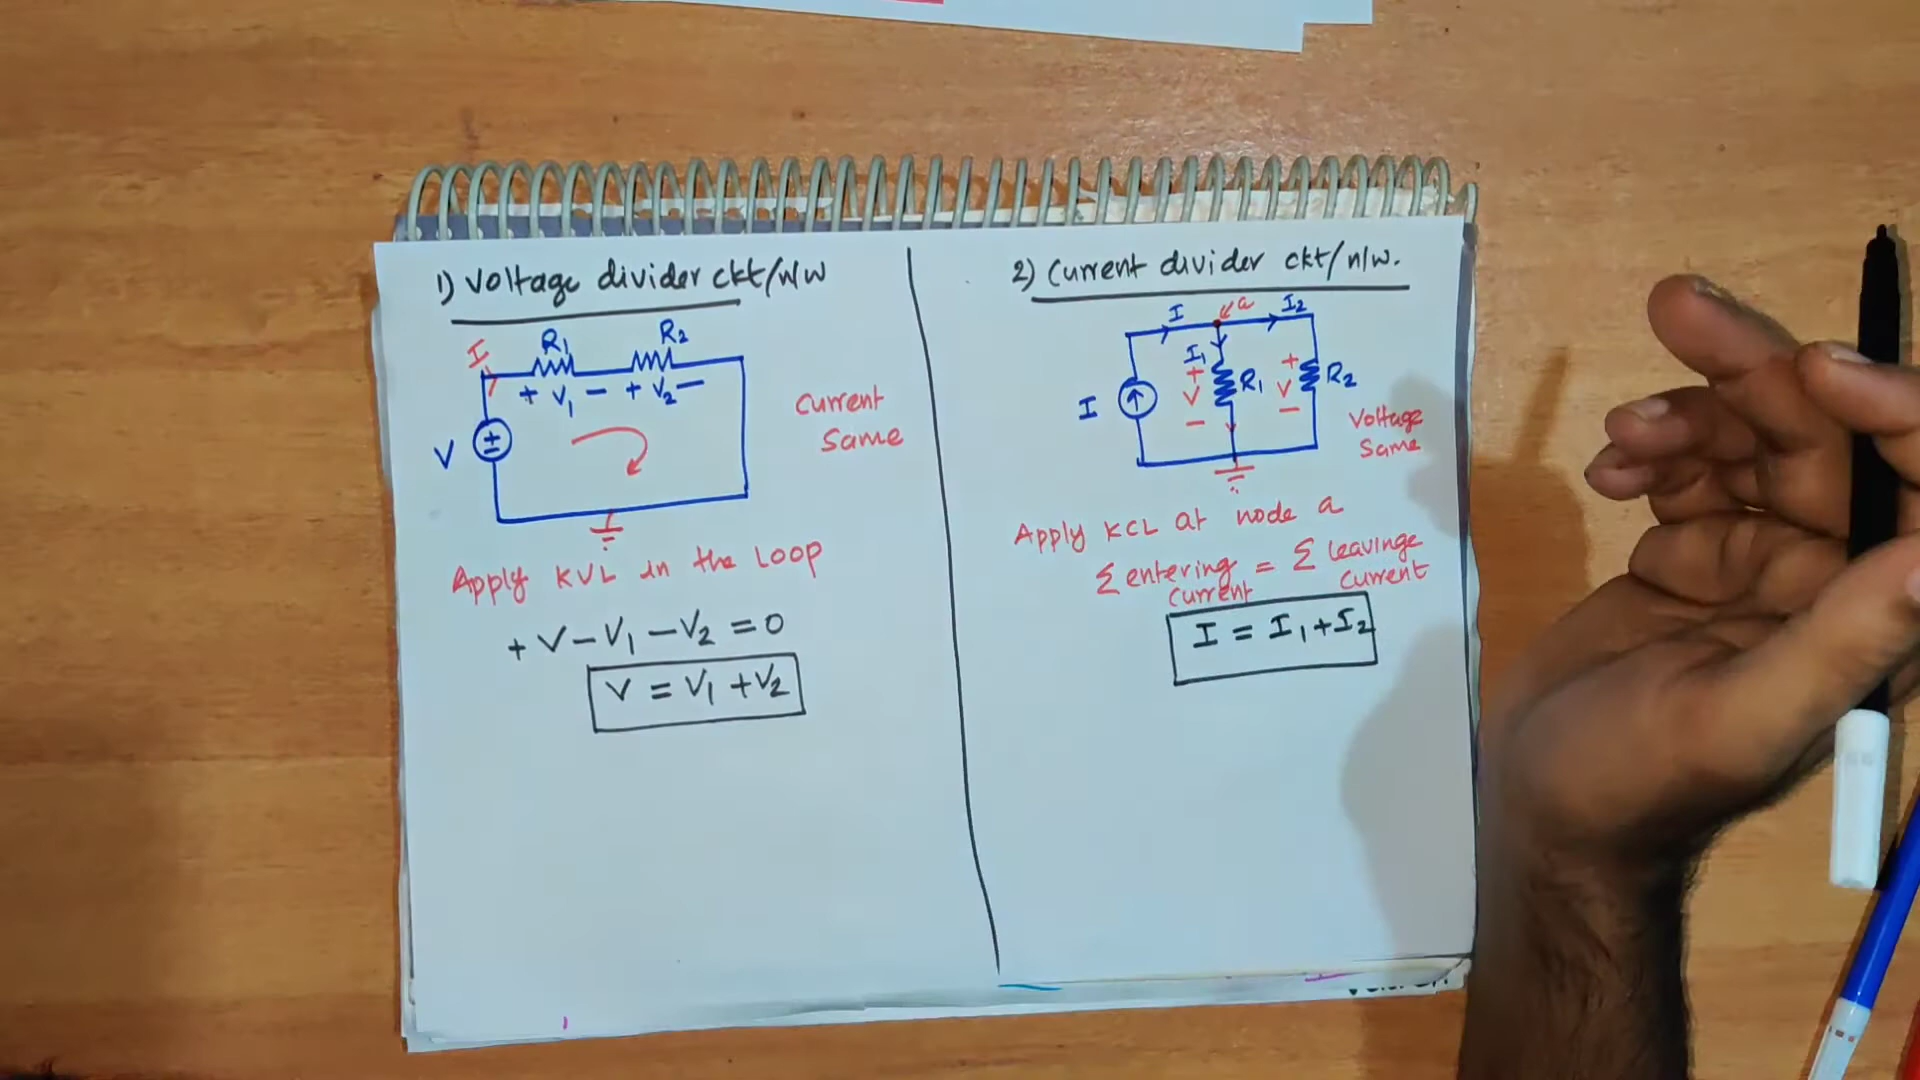 1) Voltage divider ckt/n/w
I
R1
R2
+ V1 - + V2 -
V
Current
Same
Apply KVL in the Loop
+ V - V1 - V2 = 0
V = V1 + V2
2) Current divider ckt/n/w.
I
a
I2
I1
I
+
V
-
R1
+
V
-
R2
Voltage
Same
Apply KCL at node a
Σ entering = Σ leavinge
current current
I = I1 + I2